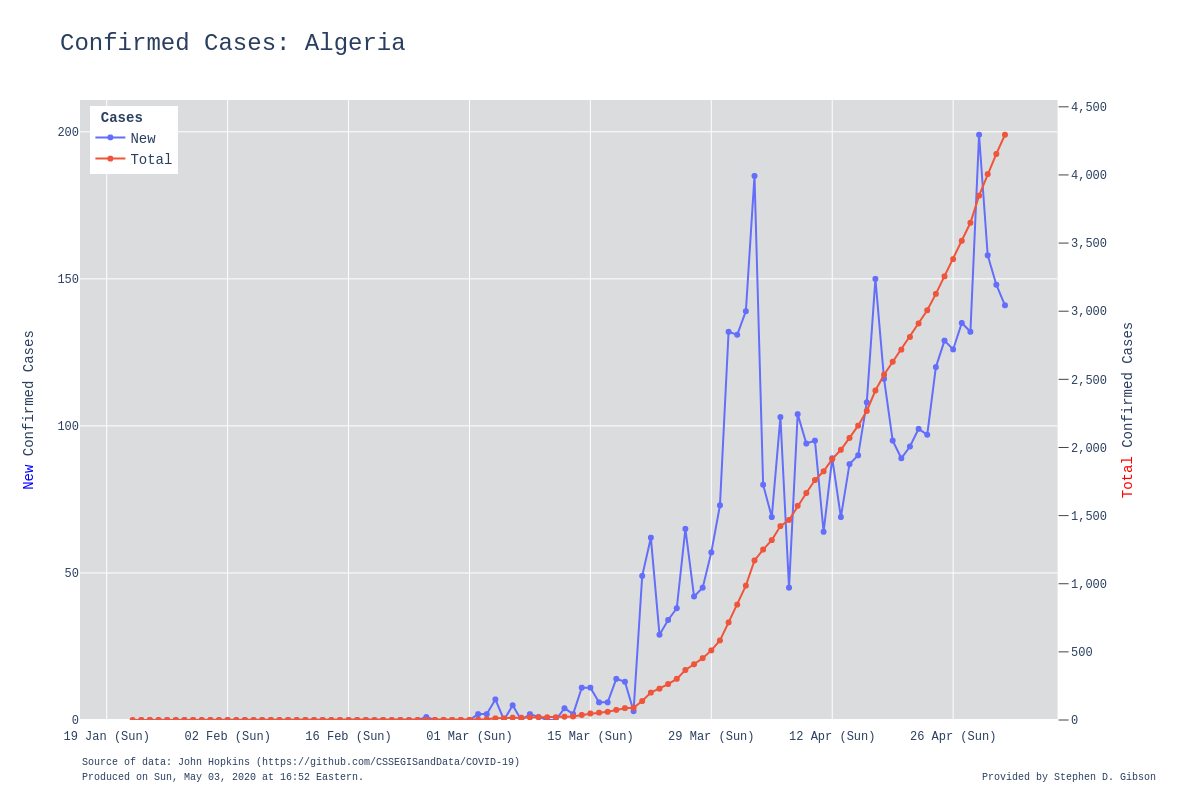 Confirmed Cases: Algeria
Cases
New
Total
200
150
100
50
0
New Confirmed Cases
4,500
4,000
3,500
3,000
2,500
2,000
1,500
1,000
500
0
Total Confirmed Cases
19 Jan (Sun) 02 Feb (Sun) 16 Feb (Sun) 01 Mar (Sun) 15 Mar (Sun) 29 Mar (Sun) 12 Apr (Sun) 26 Apr (Sun)
Source of data: John Hopkins (https://github.com/CSSEGISandData/COVID-19)
Produced on Sun, May 03, 2020 at 16:52 Eastern.
Provided by Stephen D. Gibson